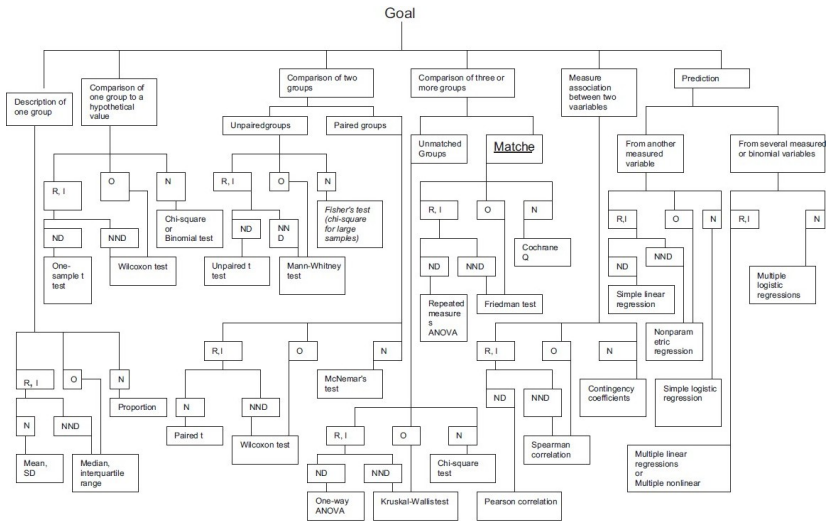 Goal
Description of
one group
Comparison of
one group to a
hypothetical
value
Comparison of two
groups
Comparison of three or
more groups
Measure
association
between two
vaariables
Prediction
Unpairedgroups
Paired groups
Unmatched
Groups
Matche
From another
measured
variable
From several measured
or binomial variables
R, I
O
N
ND
NND
One-
sample t
test
Wilcoxon test
Chi-square
or
Binomial test
R, I
O
N
ND
NN
D
Unpaired t
test
Mann-Whitney
test
Fisher's test
(chi-square
for large
samples)
R, I
O
N
ND
NND
Repeated
measure
s
ANOVA
Friedman test
Cochrane
Q
R,I
O
N
ND
NND
Simple linear
regression
Nonparam
etric
regression
Simple logistic
regression
R,I
N
Multiple
logistic
regressions
Multiple linear
regressions
or
Multiple nonlinear
R, I
O
N
N
NND
Mean,
SD
Median,
interquartile
range
Proportion
R,I
O
N
N
NND
Paired t
Wilcoxon test
McNemar's
test
R, I
O
N
ND
NND
One-way
ANOVA
Kruskal-Wallistest
Chi-square
test
R, I
O
N
ND
NND
Pearson correlation
Spearman
correlation
Contingency
coefficients